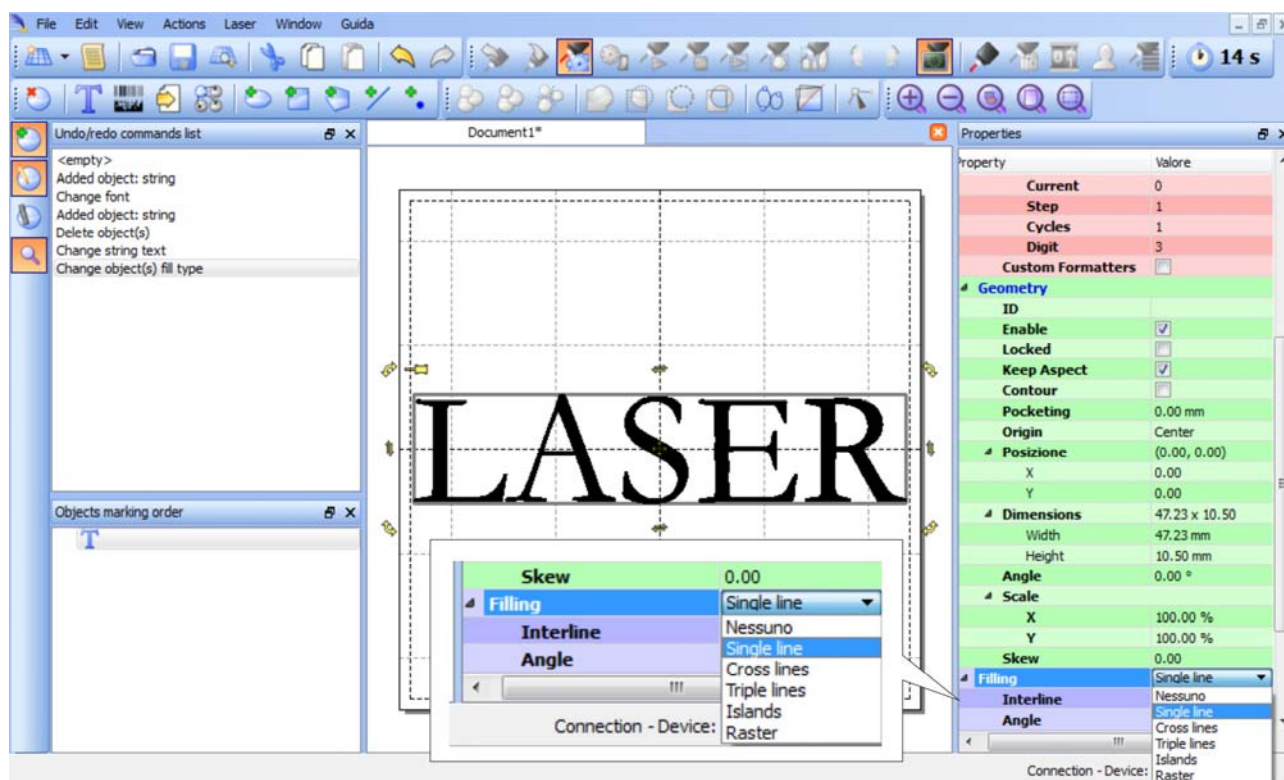 File Edit View Actions Laser Window Guida
14 s
Undo/redo commands list
<empty>
Added object: string
Change font
Added object: string
Delete object(s)
Change string text
Change object(s) fill type
Objects marking order
T
Document1*
LASER
Skew 0.00
Filling Single line
Interline Nessuno
Single line
Angle Cross lines
Triple lines
Islands
Connection - Device: Raster
Properties
Property Valore
Current 0
Step 1
Cycles 1
Digit 3
Custom Formatters
Geometry
ID
Enable
Locked
Keep Aspect
Contour
Pocketing 0.00 mm
Origin Center
Posizione (0.00, 0.00)
X 0.00
Y 0.00
Dimensions 47.23 x 10.50
Width 47.23 mm
Height 10.50 mm
Angle 0.00 °
Scale
X 100.00 %
Y 100.00 %
Skew 0.00
Filling Single line
Interline Nessuno
Single line
Angle Cross lines
Triple lines
Islands
Connection - Device: Raster